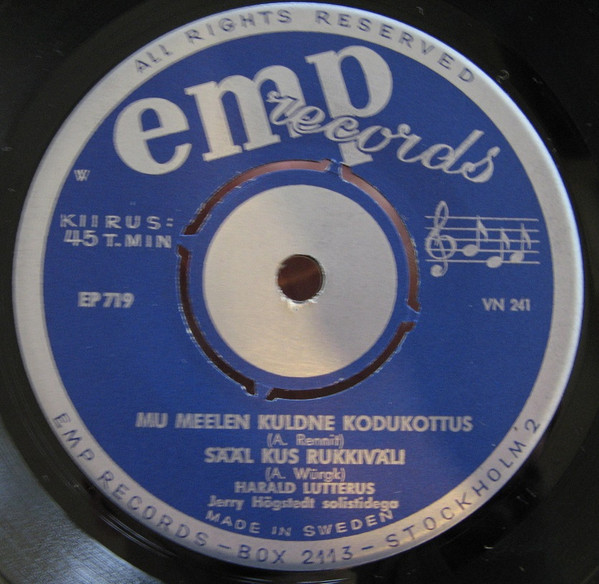 ALL RIGHTS RESERVED
emp
records
W
KIIRUS:
45 T. MIN
EP 719
VN 241
MU MEELEN KULDNE KODUKOTTUS
(A. Rennit)
SÄÄL KUS RUKKIVÄLI
(A. Würgk)
HARALD LUTTERUS
Jerry Högstedt solistidega
MADE IN SWEDEN
EMP RECORDS - BOX 2113 - STOCKHOLM 2